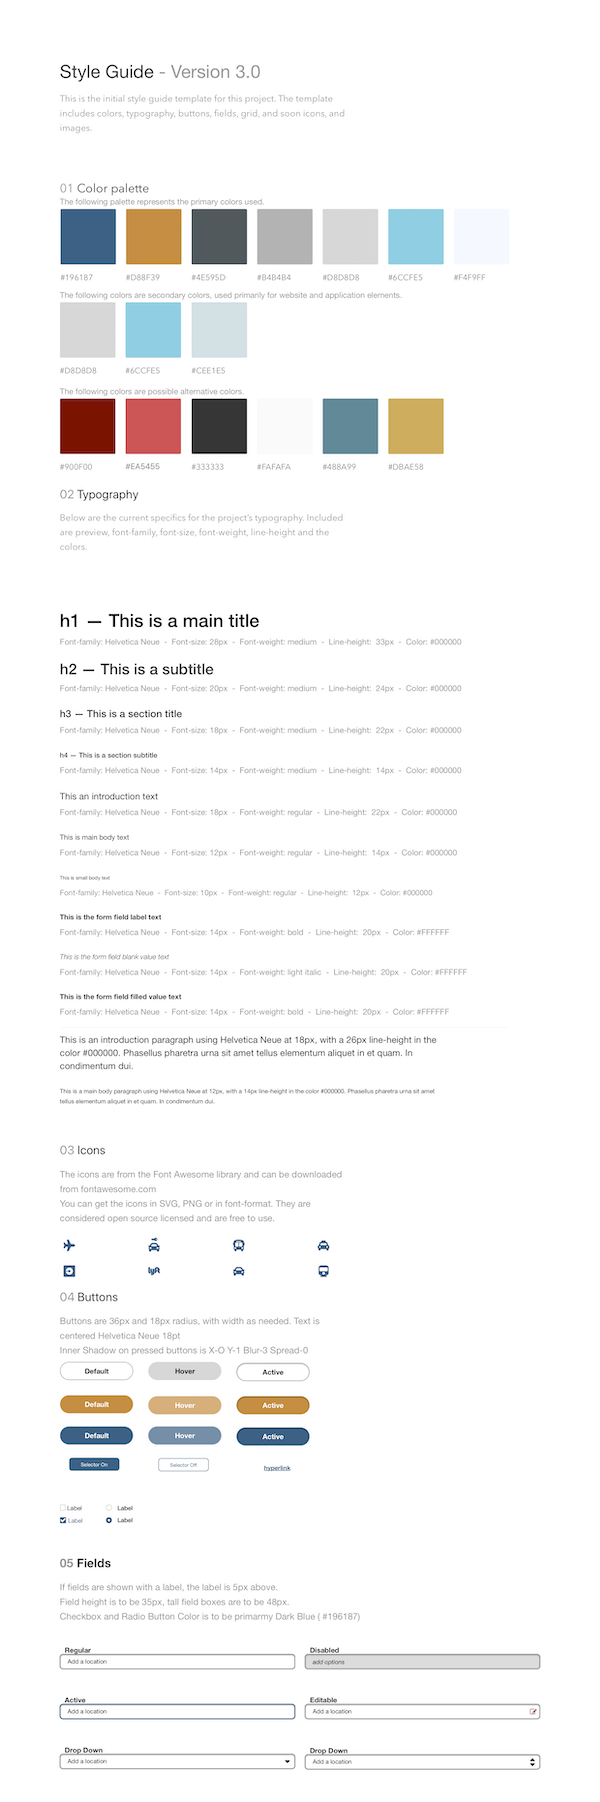 Style Guide - Version 3.0
This is the initial style guide template for this project. The template
includes colors, typography, buttons, fields, grid, and soon icons, and
images.
01 Color palette
The following palette represents the primary colors used.
#196187 #D88F39 #4E595D #B4B4B4 #D8D8D8 #6CCFE5 #F4F9FF
The following colors are secondary colors, used primarily for website and application elements.
#D8D8D8 #6CCFE5 #CEE1E5
The following colors are possible alternative colors.
#900F00 #EA5455 #333333 #FAFAFA #488A99 #DBAE58
02 Typography
Below are the current specifics for the project's typography. Included
are preview, font-family, font-size, font-weight, line-height and the
colors.
h1 — This is a main title
Font-family: Helvetica Neue - Font-size: 28px - Font-weight: medium - Line-height: 33px - Color: #000000
h2 — This is a subtitle
Font-family: Helvetica Neue - Font-size: 20px - Font-weight: medium - Line-height: 24px - Color: #000000
h3 — This is a section title
Font-family: Helvetica Neue - Font-size: 18px - Font-weight: medium - Line-height: 22px - Color: #000000
h4 — This is a section subtitle
Font-family: Helvetica Neue - Font-size: 14px - Font-weight: medium - Line-height: 14px - Color: #000000
This an introduction text
Font-family: Helvetica Neue - Font-size: 18px - Font-weight: regular - Line-height: 22px - Color: #000000
This is main body text
Font-family: Helvetica Neue - Font-size: 12px - Font-weight: regular - Line-height: 14px - Color: #000000
This is small body text
Font-family: Helvetica Neue - Font-size: 10px - Font-weight: regular - Line-height: 12px - Color: #000000
This is the form field label text
Font-family: Helvetica Neue - Font-size: 14px - Font-weight: bold - Line-height: 20px - Color: #FFFFFF
This is the form field blank value text
Font-family: Helvetica Neue - Font-size: 14px - Font-weight: light italic - Line-height: 20px - Color: #FFFFFF
This is the form field filled value text
Font-family: Helvetica Neue - Font-size: 14px - Font-weight: bold - Line-height: 20px - Color: #FFFFFF
This is an introduction paragraph using Helvetica Neue at 18px, with a 26px line-height in the
color #000000. Phasellus pharetra urna sit amet tellus elementum aliquet in et quam. In
condimentum dui.
This is a main body paragraph using Helvetica Neue at 12px, with a 14px line-height in the color #000000. Phasellus pharetra urna sit amet
tellus elementum aliquet in et quam. In condimentum dui.
03 Icons
The icons are from the Font Awesome library and can be downloaded
from fontawesome.com
You can get the icons in SVG, PNG or in font-format. They are
considered open source licensed and are free to use.
lyft
04 Buttons
Buttons are 36px and 18px radius, with width as needed. Text is
centered Helvetica Neue 18pt
Inner Shadow on pressed buttons is X-O Y-1 Blur-3 Spread-0
Default Hover Active
Default Hover Active
Default Hover Active
Selector On Selector Off hyperlink
Label Label
Label Label
05 Fields
If fields are shown with a label, the label is 5px above.
Field height is to be 35px, tall field boxes are to be 48px.
Checkbox and Radio Button Color is to be primarmy Dark Blue ( #196187)
Regular Disabled
Add a location add options
Active Editable
Add a location Add a location
Drop Down Drop Down
Add a location Add a location